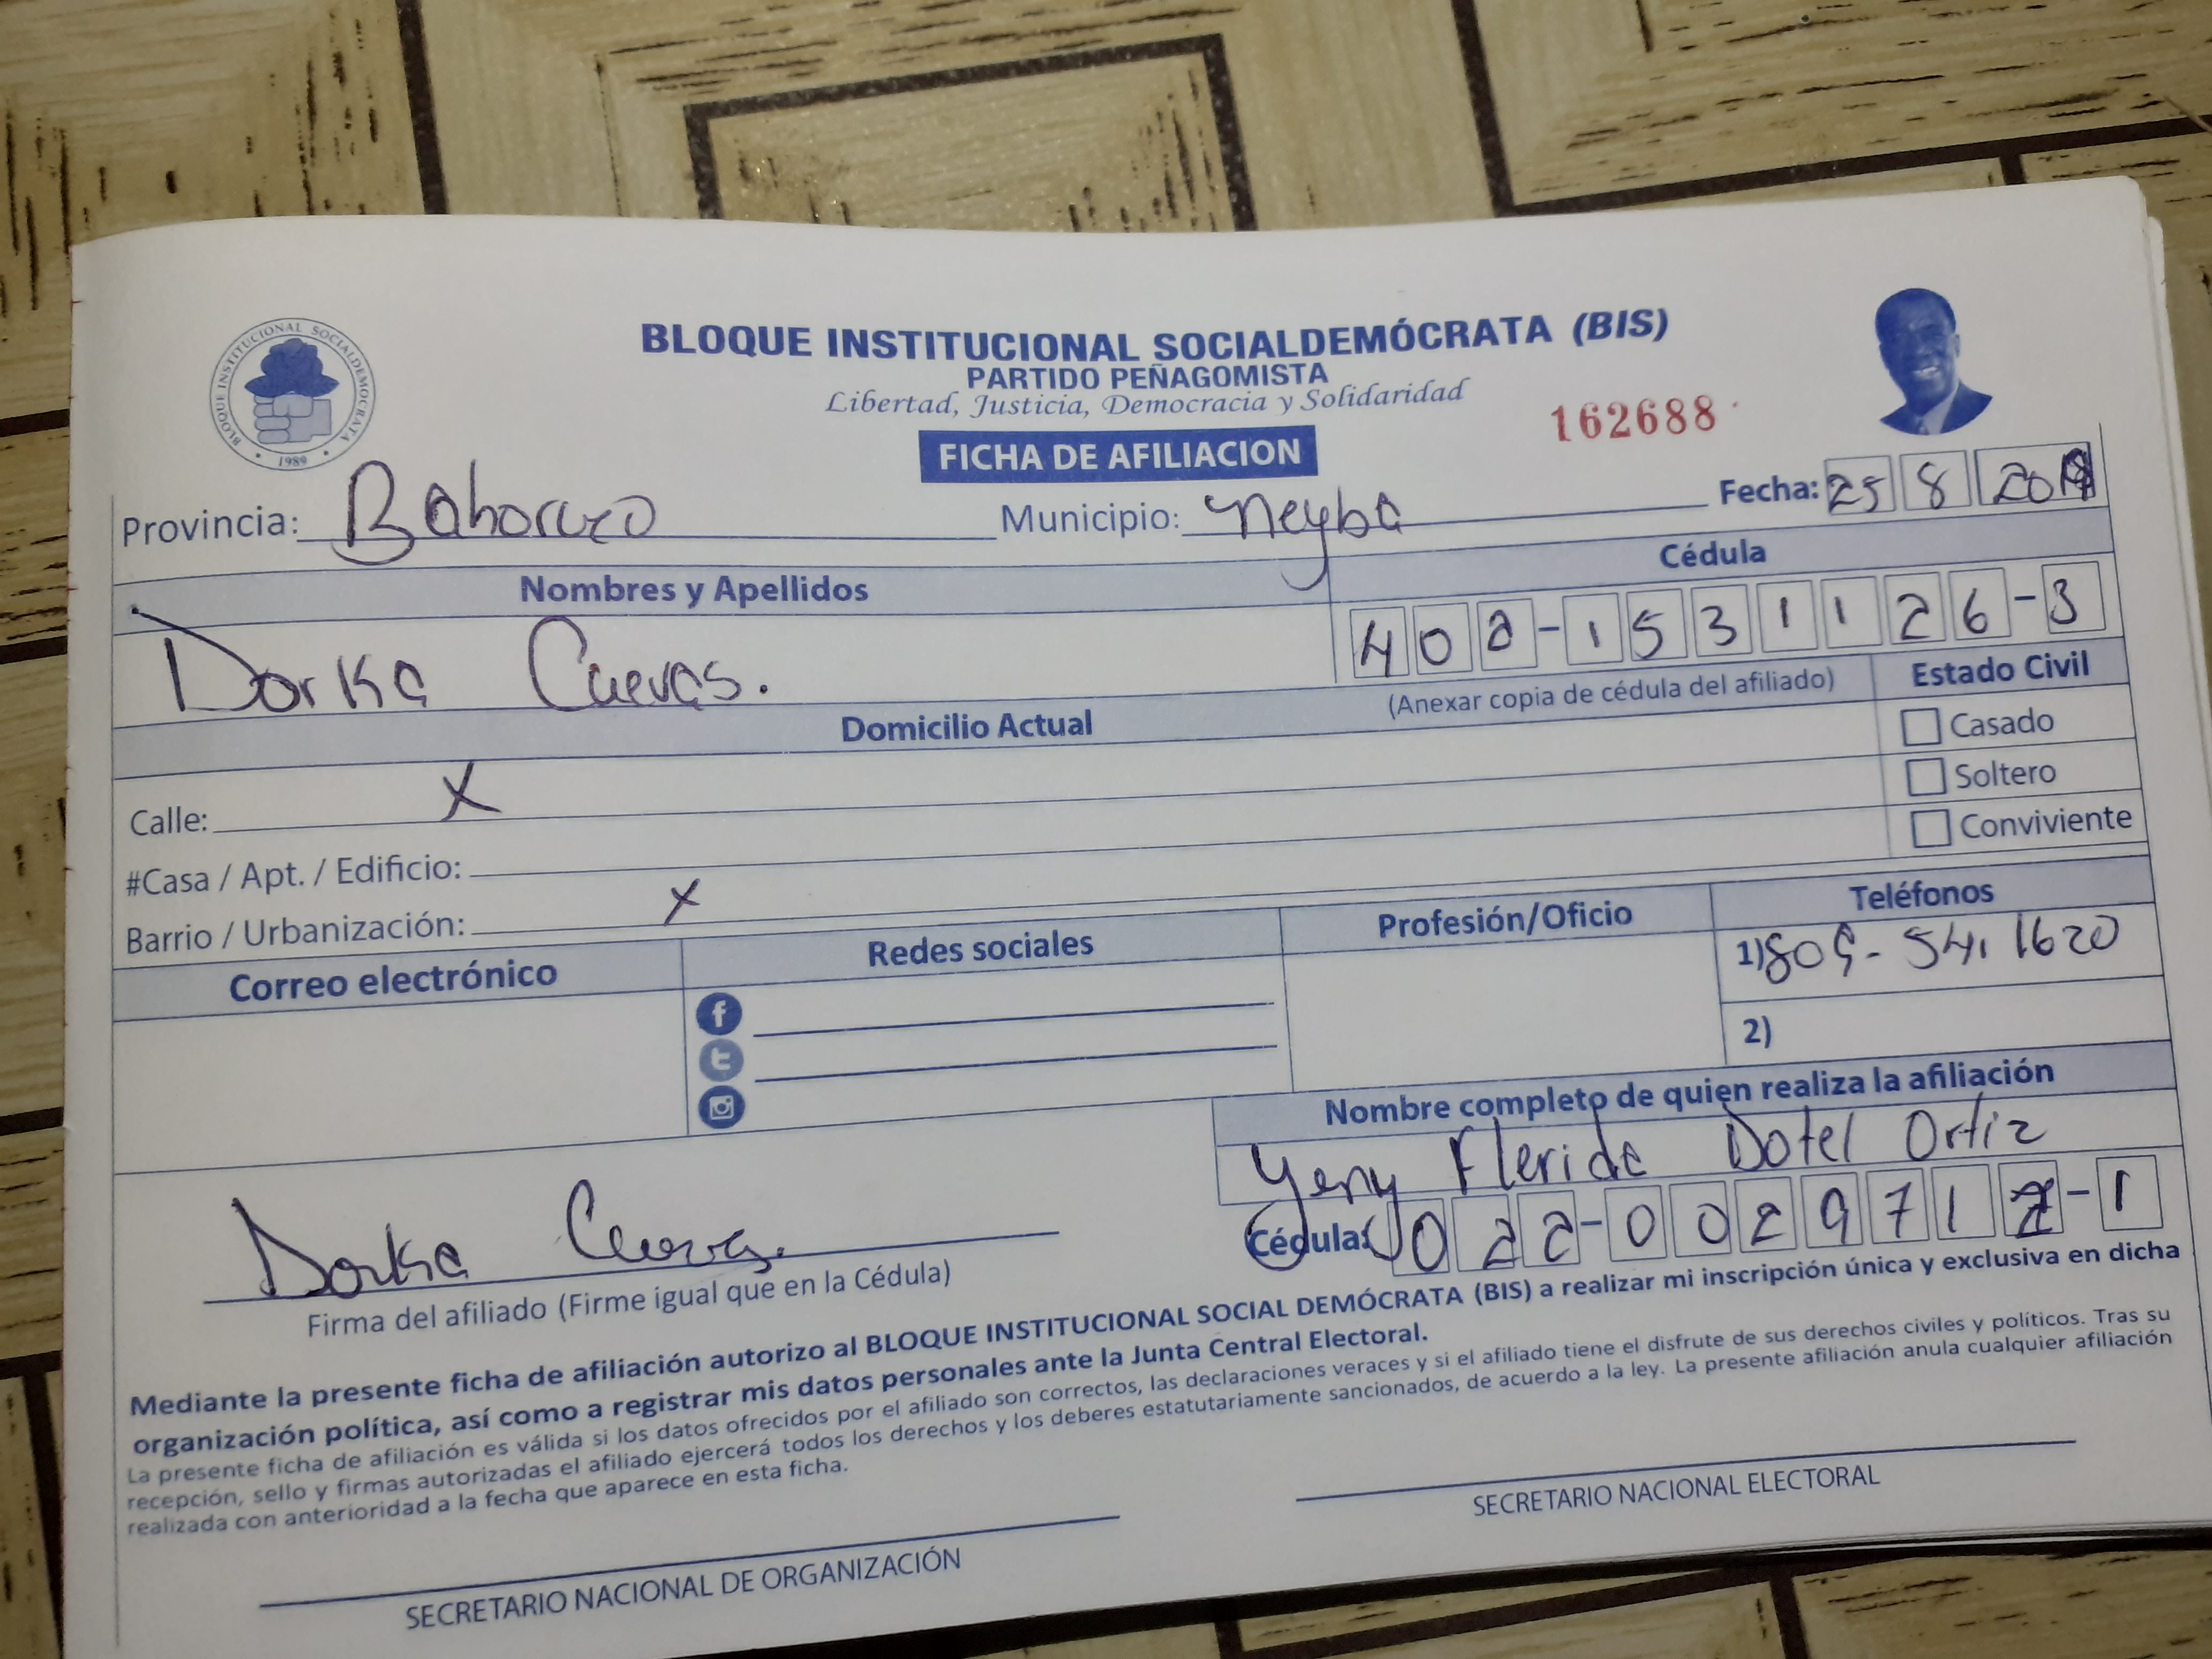 BLOQUE INSTITUCIONAL SOCIALDEMOCRATA
1989
BLOQUE INSTITUCIONAL SOCIALDEMÓCRATA (BIS)
PARTIDO PEÑAGOMISTA
Libertad, Justicia, Democracia y Solidaridad
162688
FICHA DE AFILIACION
Provincia: Bahoruco Municipio: Neyba Fecha: 25 8
Nombres y Apellidos Cédula
Dorka Cuevas. 402-1531126-3
(Anexar copia de cédula del afiliado)
Domicilio Actual Estado Civil
Casado
Calle: X Soltero
#Casa / Apt. / Edificio: Conviviente
Barrio / Urbanización: X
Correo electrónico Redes sociales Profesión/Oficio Teléfonos
1) 809-541 1620
2)
Nombre completo de quien realiza la afiliación
Yeny Flerida Dotel Ortiz
Cédula: 022-0029712-1
Dorka Cuevas.
Firma del afiliado (Firme igual que en la Cédula)
Mediante la presente ficha de afiliación autorizo al BLOQUE INSTITUCIONAL SOCIAL DEMÓCRATA (BIS) a realizar mi inscripción única y exclusiva en dicha
organización política, así como a registrar mis datos personales ante la Junta Central Electoral.
La presente ficha de afiliación es válida si los datos ofrecidos por el afiliado son correctos, las declaraciones veraces y si el afiliado tiene el disfrute de sus derechos civiles y políticos. Tras su
recepción, sello y firmas autorizadas el afiliado ejercerá todos los derechos y los deberes estatutariamente sancionados, de acuerdo a la ley. La presente afiliación anula cualquier afiliación
realizada con anterioridad a la fecha que aparece en esta ficha.
SECRETARIO NACIONAL DE ORGANIZACIÓN
SECRETARIO NACIONAL ELECTORAL